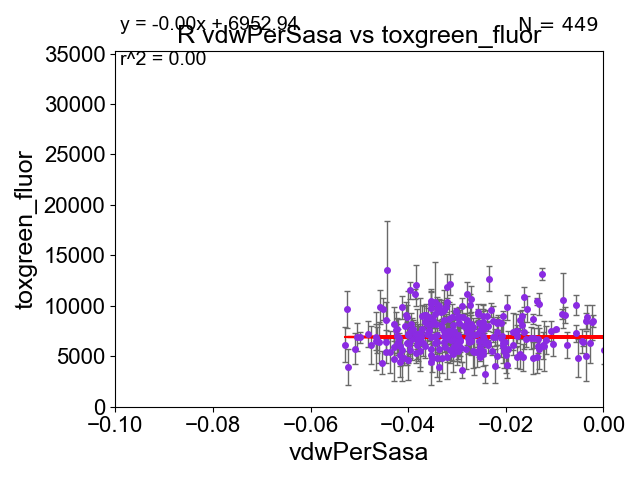 y = -0.00x + 6952.94
N = 449
R vdwPerSasa vs toxgreen_fluor
r^2 = 0.00
35000
30000
25000
20000
15000
10000
5000
0
toxgreen_fluor
−0.10 −0.08 −0.06 −0.04 −0.02 0.00
vdwPerSasa